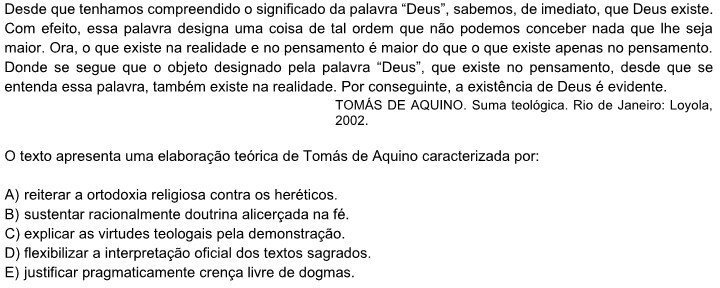 Desde que tenhamos compreendido o significado da palavra “Deus”, sabemos, de imediato, que Deus existe.
Com efeito, essa palavra designa uma coisa de tal ordem que não podemos conceber nada que lhe seja
maior. Ora, o que existe na realidade e no pensamento é maior do que o que existe apenas no pensamento.
Donde se segue que o objeto designado pela palavra “Deus”, que existe no pensamento, desde que se
entenda essa palavra, também existe na realidade. Por conseguinte, a existência de Deus é evidente.
TOMÁS DE AQUINO. Suma teológica. Rio de Janeiro: Loyola,
2002.
O texto apresenta uma elaboração teórica de Tomás de Aquino caracterizada por:
A) reiterar a ortodoxia religiosa contra os heréticos.
B) sustentar racionalmente doutrina alicerçada na fé.
C) explicar as virtudes teologais pela demonstração.
D) flexibilizar a interpretação oficial dos textos sagrados.
E) justificar pragmaticamente crença livre de dogmas.